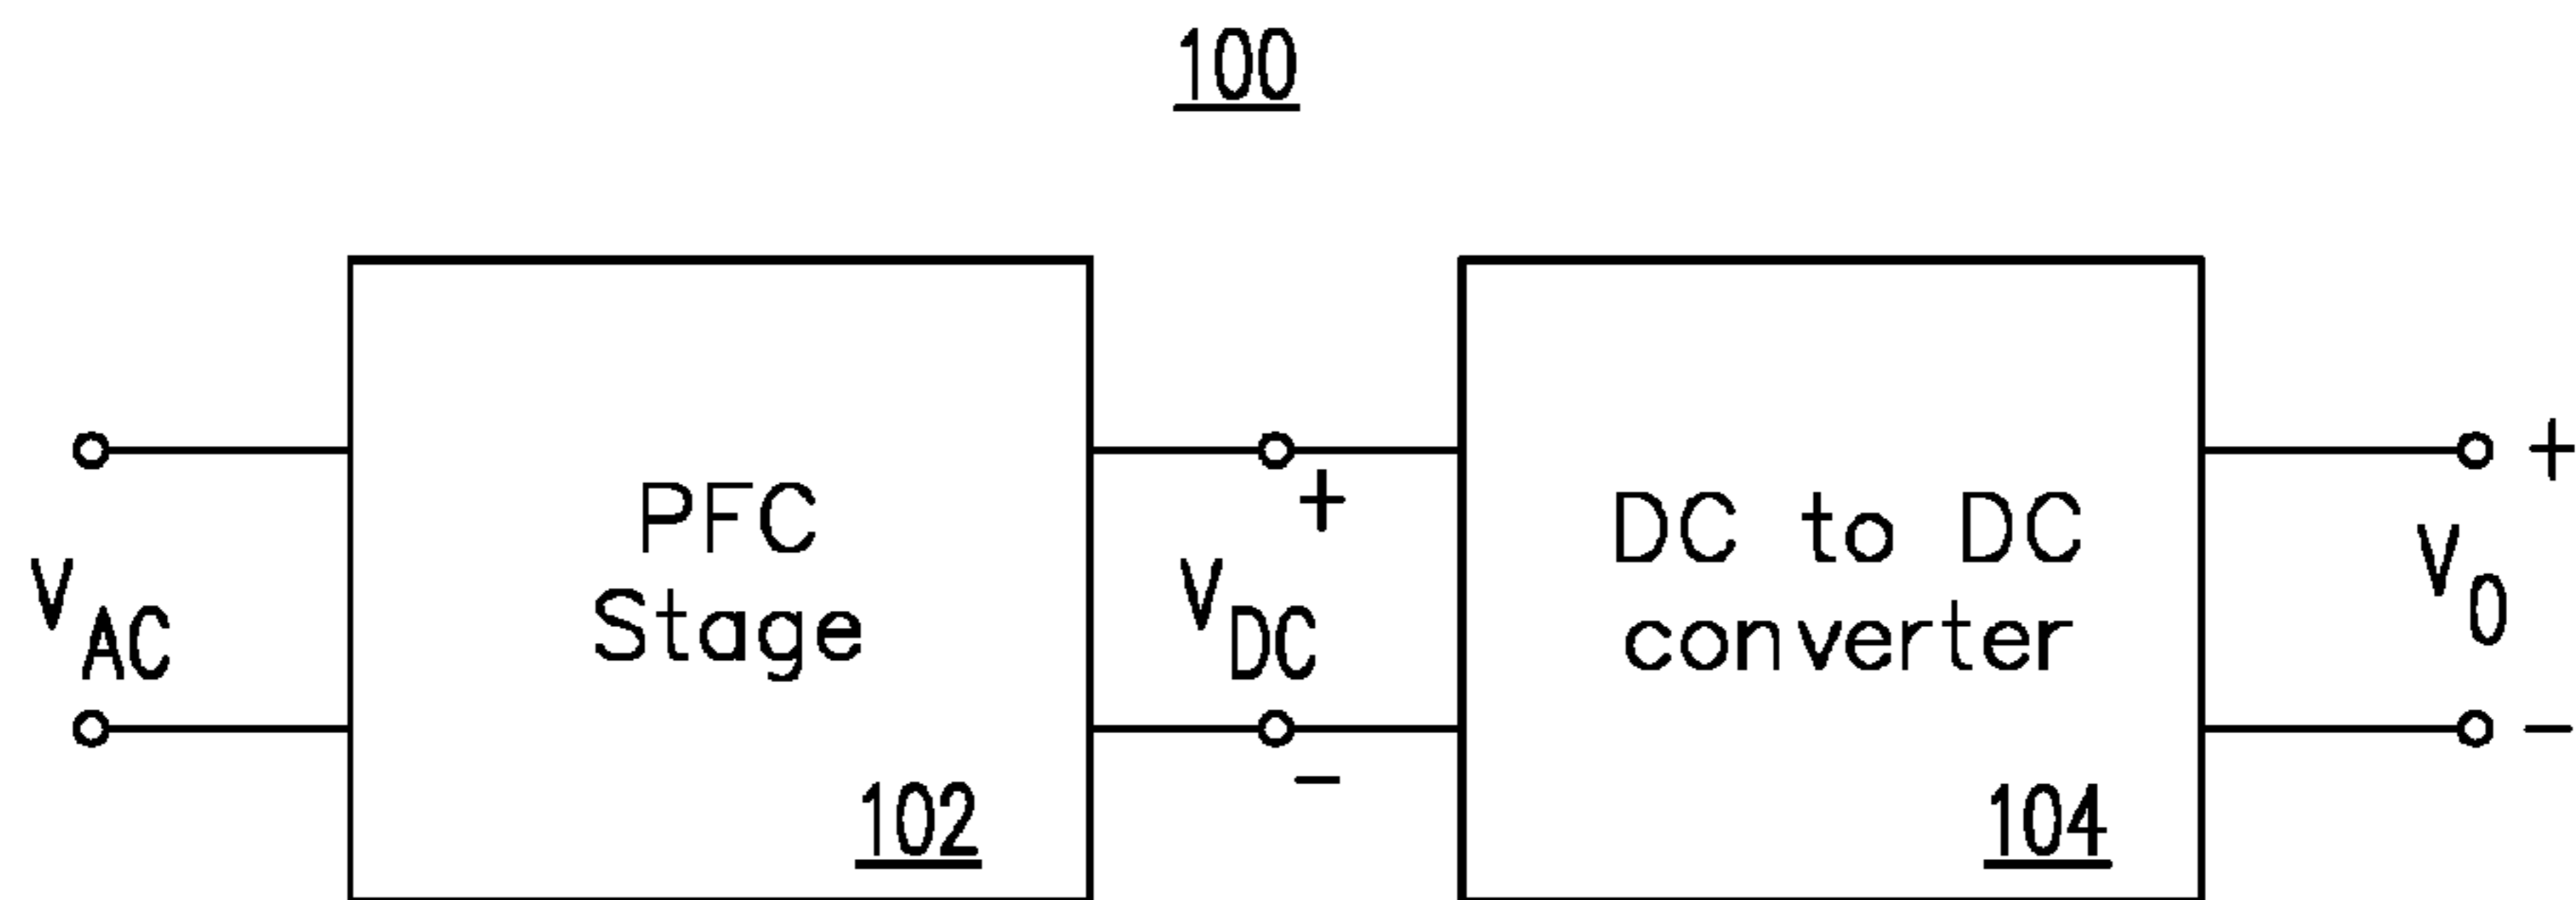 100
PFC
Stage
102
DC to DC
converter
104
VAC
+
VDC
-
+
VO
-